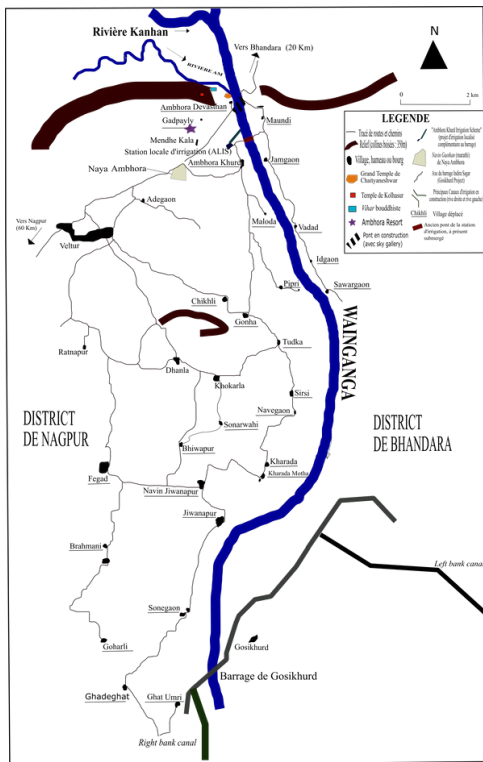 Rivière Kanhan
Vers Bhandara (20 Km)
N
RIVIERE AM
0
2 km
Ambhora Devasthan
Gadpayly
Maundi
Mendhe Kala
Station locale d'irrigation (ALIS)
Ambhora Khurd
Jamgaon
Naya Ambhora
LEGENDE
Tracé de routes et chemins
Relief (collines boisées : 350m)
Village, hameau ou bourg
Grand Temple de
Chaityaneshwar
Temple de Kolhasur
Vihar bouddhiste
Ambhora Resort
Pont en construction
(avec sky gallery)
"Ambhora Khurd Irrigation Scheme"
(projet d'irrigation localisé
complémentaire au barrage)
Navin Gaothan (retraité)
de Naya Ambhora
Axe du barrage Indira Sagar
(Gosikhurd Project)
Principaux Canaux d'irrigation en
construction (rive droite et rive gauche)
Chikhli
Village déplacé
Ancien pont de la station
d'irrigation, à présent
submergé
Adegaon
Vers Nagpur
(60 Km)
Veltur
Maloda
Vadad
Idgaon
Pipri
Sawargaon
Chikhli
Gonha
WAINGANGA
Ratnapur
Tudka
Dhanla
Khokarla
Sirsi
Navegaon
DISTRICT
DE NAGPUR
Sonarwahi
DISTRICT
DE BHANDARA
Bhiwapur
Kharada
Kharada Motha
Fegad
Navin Jiwanapur
Jiwanapur
Brahmani
Left bank canal
Sonegaon
Goharli
Gosikhurd
Barrage de Gosikhurd
Ghadeghat
Ghat Umri
Right bank canal